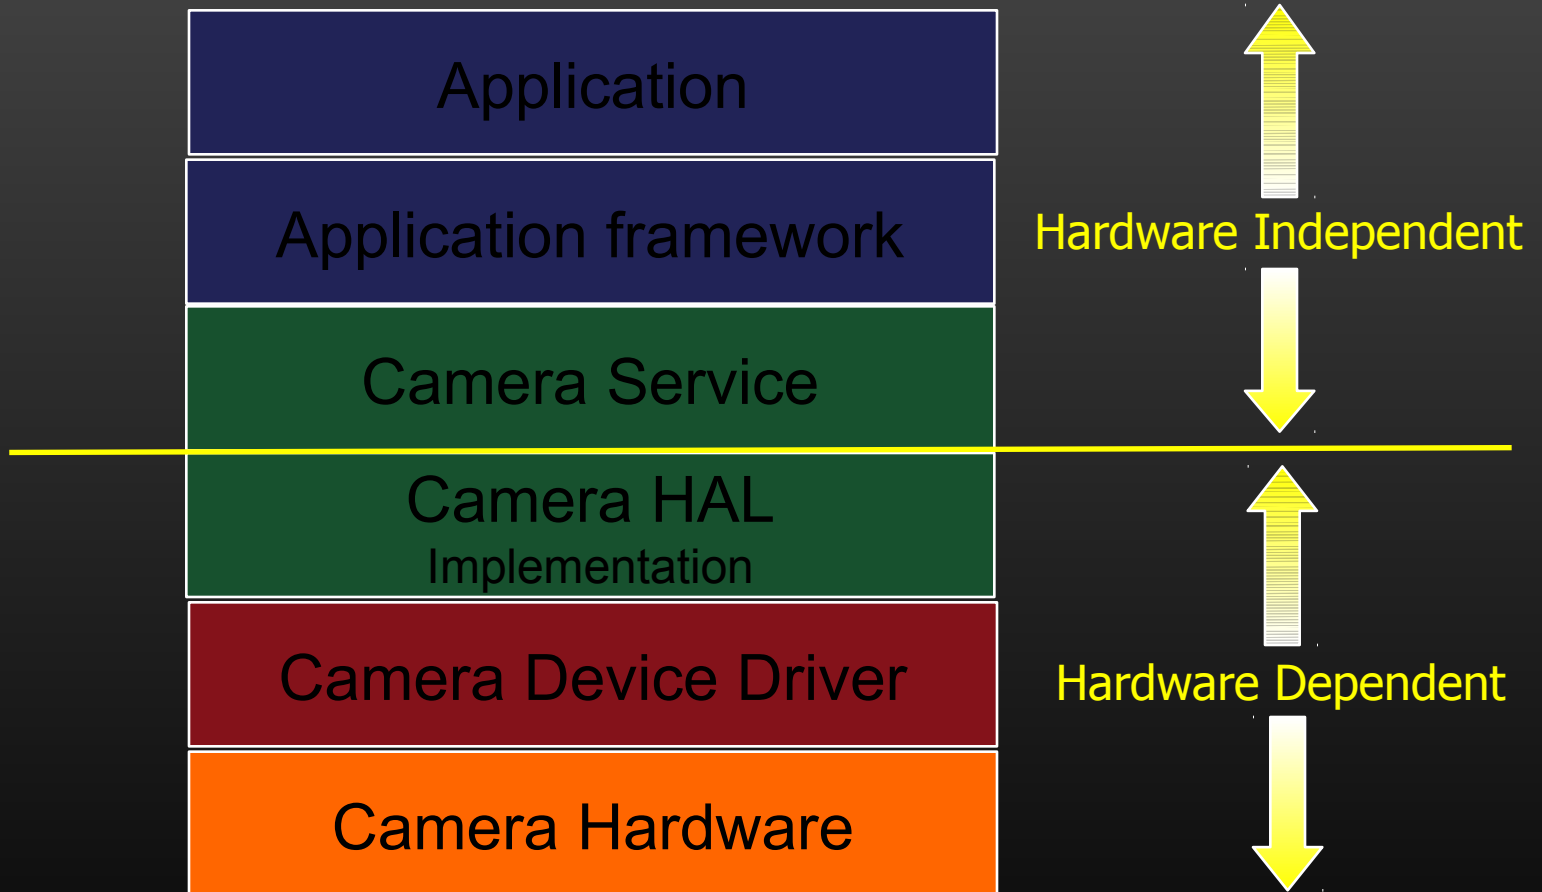 Application
Application framework
Hardware Independent
Camera Service
Camera HAL
Implementation
Camera Device Driver
Hardware Dependent
Camera Hardware